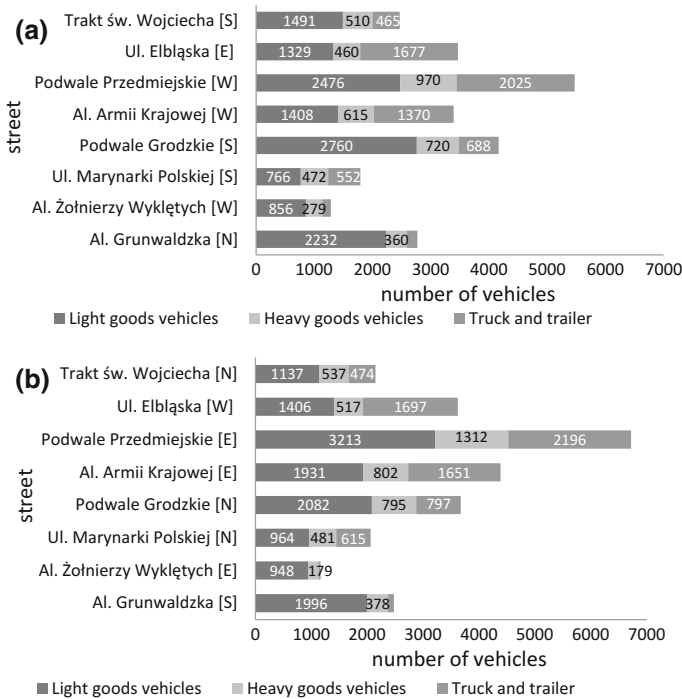 (a)
street
Trakt św. Wojciecha [S] 1491 510 465
Ul. Elbląska [E] 1329 460 1677
Podwale Przedmiejskie [W] 2476 970 2025
Al. Armii Krajowej [W] 1408 615 1370
Podwale Grodzkie [S] 2760 720 688
Ul. Marynarki Polskiej [S] 766 472 552
Al. Żołnierzy Wyklętych [W] 856 279
Al. Grunwaldzka [N] 2232 360
0 1000 2000 3000 4000 5000 6000 7000
number of vehicles
Light goods vehicles Heavy goods vehicles Truck and trailer
(b)
street
Trakt św. Wojciecha [N] 1137 537 474
Ul. Elbląska [W] 1406 517 1697
Podwale Przedmiejskie [E] 3213 1312 2196
Al. Armii Krajowej [E] 1931 802 1651
Podwale Grodzkie [N] 2082 795 797
Ul. Marynarki Polskiej [N] 964 481 615
Al. Żołnierzy Wyklętych [E] 948 179
Al. Grunwaldzka [S] 1996 378
0 1000 2000 3000 4000 5000 6000 7000
number of vehicles
Light goods vehicles Heavy goods vehicles Truck and trailer